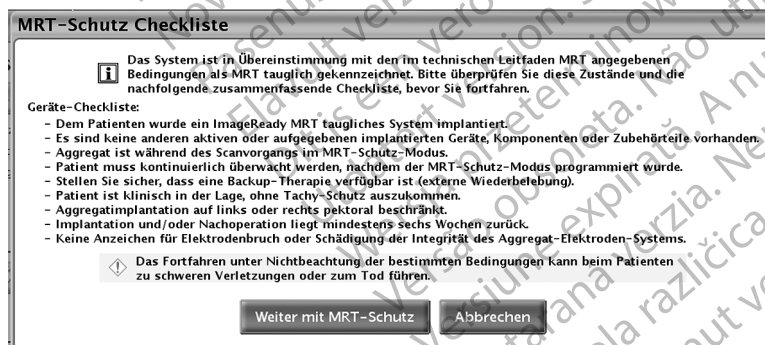 MRT-Schutz Checkliste
Das System ist in Übereinstimmung mit den im technischen Leitfaden MRT angegebenen
Bedingungen als MRT tauglich gekennzeichnet. Bitte überprüfen Sie diese Zustände und die
nachfolgende zusammenfassende Checkliste, bevor Sie fortfahren.
Geräte-Checkliste:
- Dem Patienten wurde ein ImageReady MRT taugliches System implantiert.
- Es sind keine anderen aktiven oder aufgegebenen implantierten Geräte, Komponenten oder Zubehörteile vorhanden.
- Aggregat ist während des Scanvorgangs im MRT-Schutz-Modus.
- Patient muss kontinuierlich überwacht werden, nachdem der MRT-Schutz-Modus programmiert wurde.
- Stellen Sie sicher, dass eine Backup-Therapie verfügbar ist (externe Wiederbelebung).
- Patient ist klinisch in der Lage, ohne Tachy-Schutz auszukommen.
- Aggregatimplantation auf links oder rechts pektoral beschränkt.
- Implantation und/oder Nachoperation liegt mindestens sechs Wochen zurück.
- Keine Anzeichen für Elektrodenbruch oder Schädigung der Integrität des Aggregat-Elektroden-Systems.
Das Fortfahren unter Nichtbeachtung der bestimmten Bedingungen kann beim Patienten
zu schweren Verletzungen oder zum Tod führen.
Weiter mit MRT-Schutz
Abbrechen